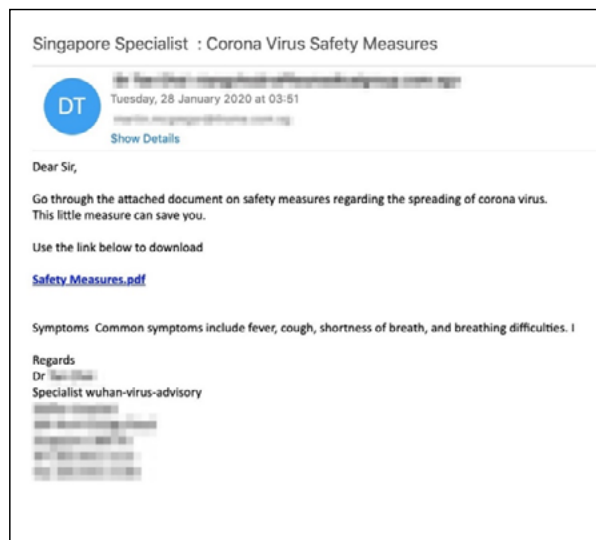 Singapore Specialist : Corona Virus Safety Measures
DT
Tuesday, 28 January 2020 at 03:51
Show Details
Dear Sir,
Go through the attached document on safety measures regarding the spreading of corona virus.
This little measure can save you.
Use the link below to download
Safety Measures.pdf
Symptoms Common symptoms include fever, cough, shortness of breath, and breathing difficulties. I
Regards
Dr
Specialist wuhan-virus-advisory